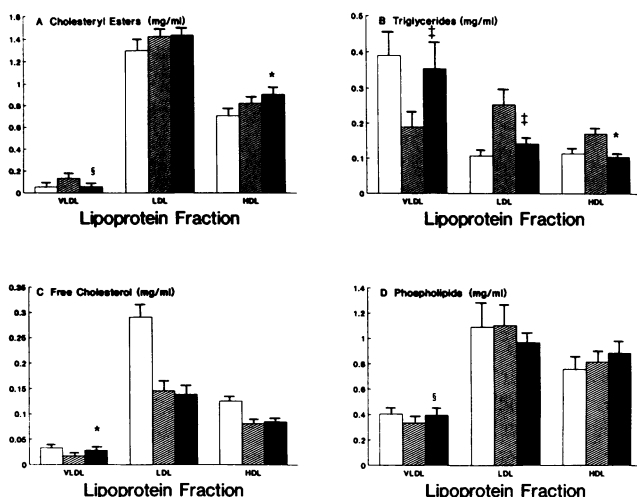 A Cholesteryl Esters (mg/ml)
1.6
1.4
1
0.8
0.6
0.4
0.2
0
§
*
VLDL
LDL
HDL
Lipoprotein Fraction
B Triglycerides (mg/ml)
0.5
0.4
0.3
0.2
0.1
0
‡
‡
*
VLDL
LDL
HDL
Lipoprotein Fraction
C Free Cholesterol (mg/ml)
0.35
0.3
0.25
0.2
0.15
0.1
0.05
0
*
VLDL
LDL
HDL
Lipoprotein Fraction
D Phospholipids (mg/ml)
1.4
1.2
1
0.8
0.6
0.4
0.2
0
§
VLDL
LDL
HDL
Lipoprotein Fraction